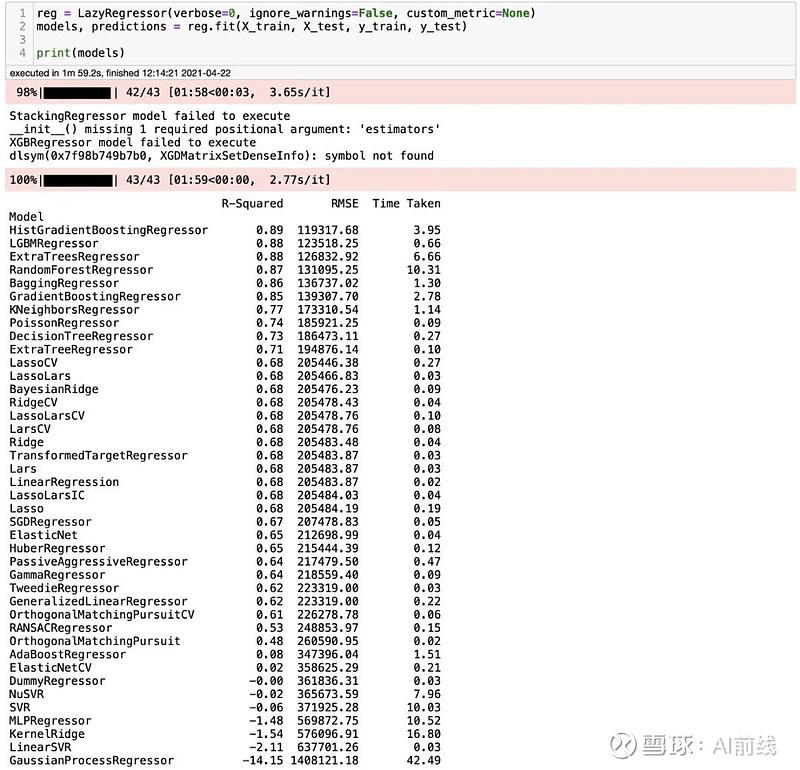 1 reg = LazyRegressor(verbose=0, ignore_warnings=False, custom_metric=None)
2 models, predictions = reg.fit(X_train, X_test, y_train, y_test)
3
4 print(models)
executed in 1m 59.2s, finished 12:14:21 2021-04-22
98%|██████████| 42/43 [01:58<00:03, 3.65s/it]
StackingRegressor model failed to execute
__init__() missing 1 required positional argument: 'estimators'
XGBRegressor model failed to execute
dlsym(0x7f98b749b7b0, XGDMatrixSetDenseInfo): symbol not found
100%|██████████| 43/43 [01:59<00:00, 2.77s/it]
R-Squared RMSE Time Taken
Model
HistGradientBoostingRegressor 0.89 119317.68 3.95
LGBMRegressor 0.88 123518.25 0.66
ExtraTreesRegressor 0.88 126832.92 6.66
RandomForestRegressor 0.87 131095.25 10.31
BaggingRegressor 0.86 136737.02 1.30
GradientBoostingRegressor 0.85 139307.70 2.78
KNeighborsRegressor 0.77 173310.54 1.14
PoissonRegressor 0.74 185921.25 0.09
DecisionTreeRegressor 0.73 186473.11 0.27
ExtraTreeRegressor 0.71 194876.14 0.10
LassoCV 0.68 205446.38 0.27
LassoLars 0.68 205466.83 0.03
BayesianRidge 0.68 205476.23 0.09
RidgeCV 0.68 205478.43 0.04
LassoLarsCV 0.68 205478.76 0.10
LarsCV 0.68 205478.76 0.08
Ridge 0.68 205483.48 0.04
TransformedTargetRegressor 0.68 205483.87 0.03
Lars 0.68 205483.87 0.03
LinearRegression 0.68 205483.87 0.02
LassoLarsIC 0.68 205484.03 0.04
Lasso 0.68 205484.19 0.19
SGDRegressor 0.67 207478.83 0.05
ElasticNet 0.65 212698.99 0.04
HuberRegressor 0.65 215444.39 0.12
PassiveAggressiveRegressor 0.64 217479.50 0.47
GammaRegressor 0.64 218559.40 0.09
TweedieRegressor 0.62 223319.00 0.03
GeneralizedLinearRegressor 0.62 223319.00 0.22
OrthogonalMatchingPursuitCV 0.61 226278.78 0.06
RANSACRegressor 0.53 248853.97 0.15
OrthogonalMatchingPursuit 0.48 260590.95 0.02
AdaBoostRegressor 0.08 347396.04 1.51
ElasticNetCV 0.02 358625.29 0.21
DummyRegressor -0.00 361836.31 0.03
NuSVR -0.02 365673.59 7.96
SVR -0.06 371925.28 10.03
MLPRegressor -1.48 569872.75 10.52
KernelRidge -1.54 576096.91 16.80
LinearSVR -2.11 637701.26 0.03
GaussianProcessRegressor -14.15 1408121.18 42.49
雪球：AI前线